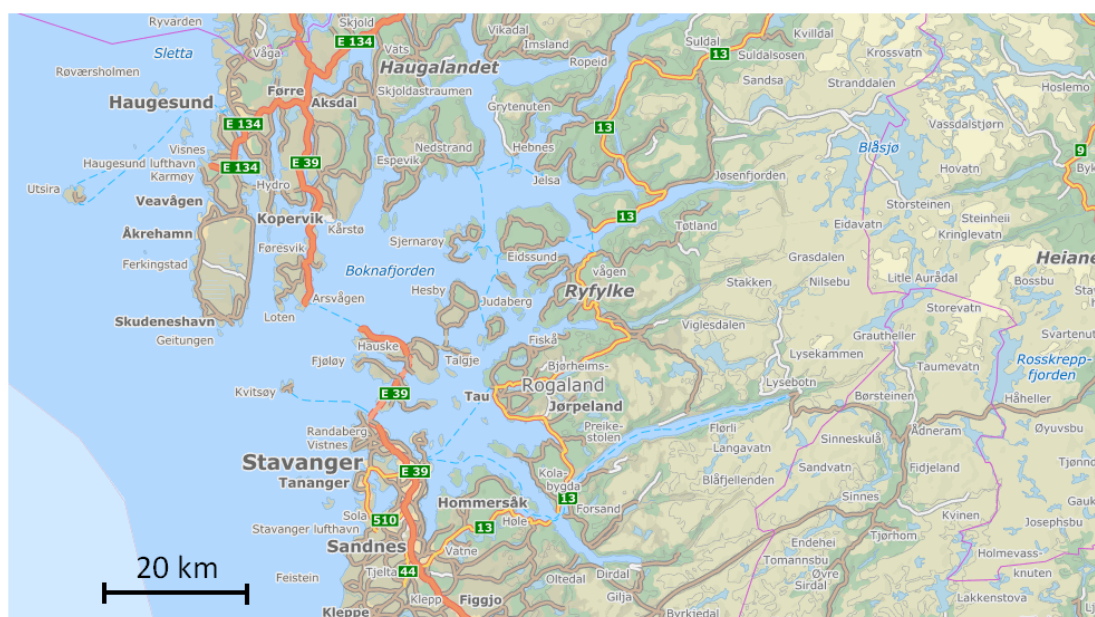 Ryvarden
Skjold
E 134
Vikadal
Imsland
Suldal
Kvilldal
Sletta
Våga
Vats
Haugalandet
Ropeid
13
Suldalsosen
Krossvatn
Røværsholmen
Haugesund
Førre
Aksdal
Skjoldastraumen
Grytenuten
Sandsa
Stranddalen
Hoslemo
E 134
13
Vassdalstjørn
Visnes
Nedstrand
Hebnes
Blåsjø
9
Haugesund lufthavn
Karmøy
E 134
E 39
Espevik
Jelsa
Jøsenfjorden
Hovatn
Byk
Utsira
Hydro
Veavågen
Storsteinen
Kopervik
Kårstø
13
Tøtland
Eidavatn
Steinheii
Kringlevatn
Åkrehamn
Føresvik
Sjernarøy
Eidssund
Grasdalen
Heiane
Ferkingstad
Boknafjorden
vågen
Ryfylke
Stakken
Nilsebu
Litle Aurådal
Bossbu
Arsvågen
Hesby
Judaberg
Storevatn
Skudeneshavn
Loten
Viglesdalen
Grautheller
Svartenut
Geitungen
Hauske
Fiskå
Lysekammen
Rosskrepp-
fjorden
Fjøløy
Talgje
Bjørheims-
Taumevatn
Kvitsøy
E 39
Tau
Rogaland
Jørpeland
Lysebotn
Børsteinen
Håheller
Randaberg
Vistnes
Preike-
stolen
Flørli
Langavatn
Sinneskulå
Ådneram
Øyuvsbu
Stavanger
Tananger
E 39
Kola-
bygda
Sandvatn
Fidjeland
Tjønno
Blåfjellenden
Hommersåk
13
Forsand
Sinnes
Gauk
Sola
510
Stavanger lufthavn
13
Høle
Kvinen
Josephsbu
Sandnes
Vatne
Endehei
Tjørhom
Holmevass-
knuten
Feistein
Tjelta
44
Oltedal
Dirdal
Tomannsbu
Øvre
Sirdal
Lakkenstova
Klepp
Figgjo
Gilja
Kleppe
Byrkjedal
20 km